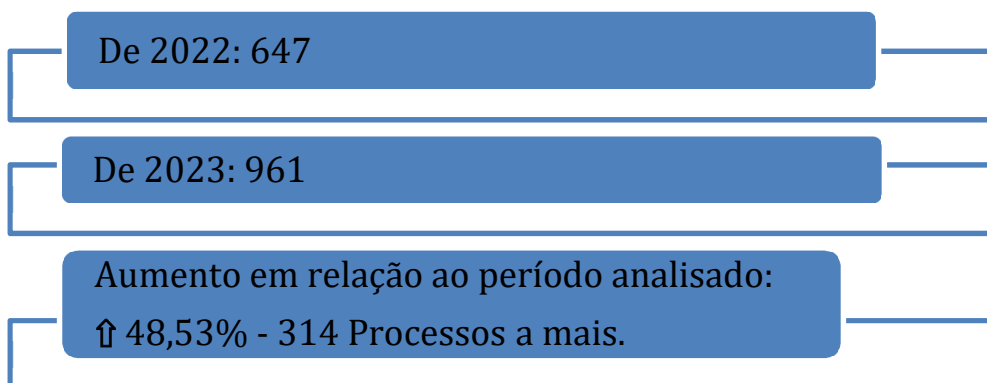 De 2022: 647
De 2023: 961
Aumento em relação ao período analisado:
⇧ 48,53% - 314 Processos a mais.